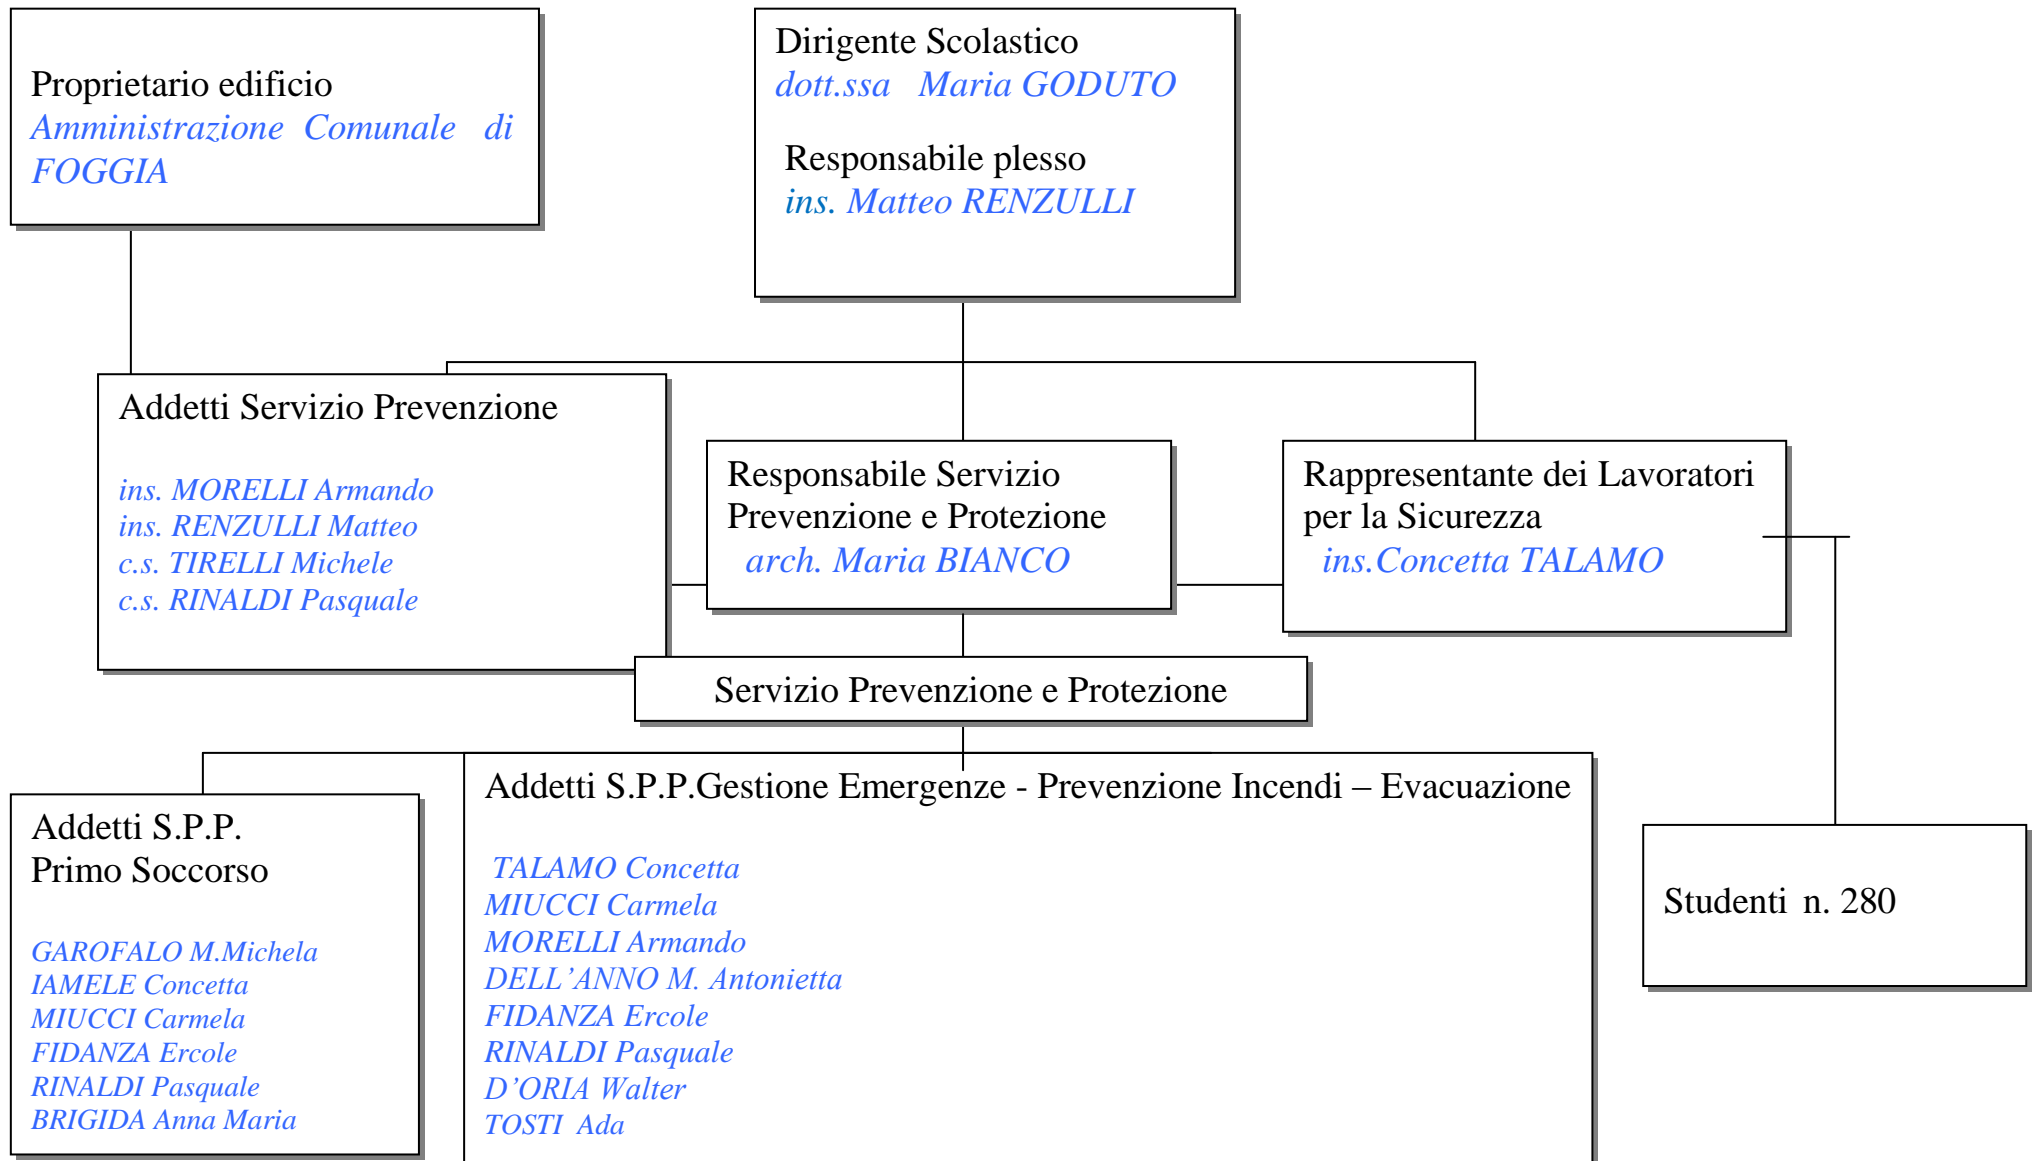 Proprietario edificio
Amministrazione Comunale di
FOGGIA
Dirigente Scolastico
dott.ssa Maria GODUTO
Responsabile plesso
ins. Matteo RENZULLI
Addetti Servizio Prevenzione
ins. MORELLI Armando
ins. RENZULLI Matteo
c.s. TIRELLI Michele
c.s. RINALDI Pasquale
Responsabile Servizio
Prevenzione e Protezione
arch. Maria BIANCO
Rappresentante dei Lavoratori
per la Sicurezza
ins.Concetta TALAMO
Servizio Prevenzione e Protezione
Addetti S.P.P.
Primo Soccorso
GAROFALO M.Michela
IAMELE Concetta
MIUCCI Carmela
FIDANZA Ercole
RINALDI Pasquale
BRIGIDA Anna Maria
Addetti S.P.P.Gestione Emergenze - Prevenzione Incendi – Evacuazione
TALAMO Concetta
MIUCCI Carmela
MORELLI Armando
DELL’ANNO M. Antonietta
FIDANZA Ercole
RINALDI Pasquale
D’ORIA Walter
TOSTI Ada
Studenti n. 280